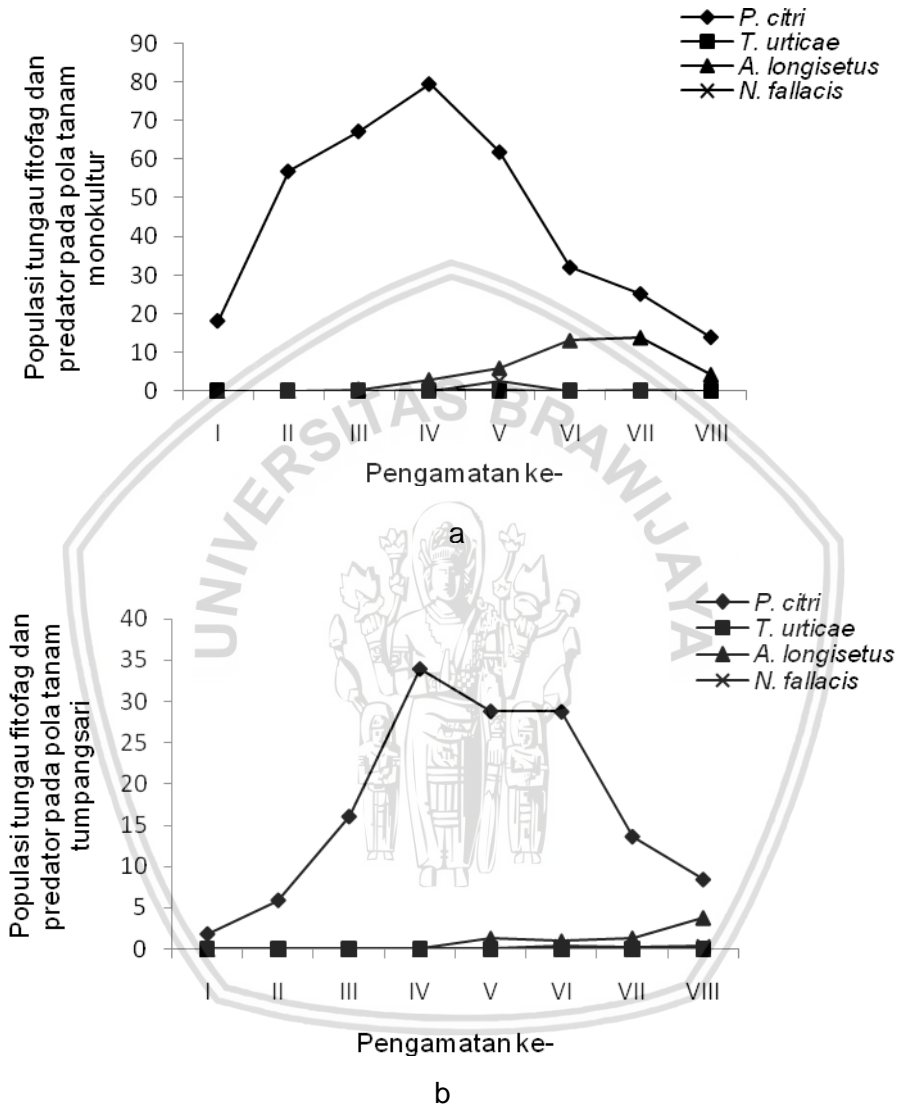 Populasi tungau fitofag dan
predator pada pola tanam
monokultur
90
80
70
60
50
40
30
20
10
0
I II III IV V VI VII VIII
Pengamatan ke-
P. citri
T. urticae
A. longisetus
N. fallacis
a
Populasi tungau fitofag dan
predator pada pola tanam
tumpangsari
40
35
30
25
20
15
10
5
0
I II III IV V VI VII VIII
Pengamatan ke-
P. citri
T. urticae
A. longisetus
N. fallacis
b
UNIVERSITAS BRAWIJAYA